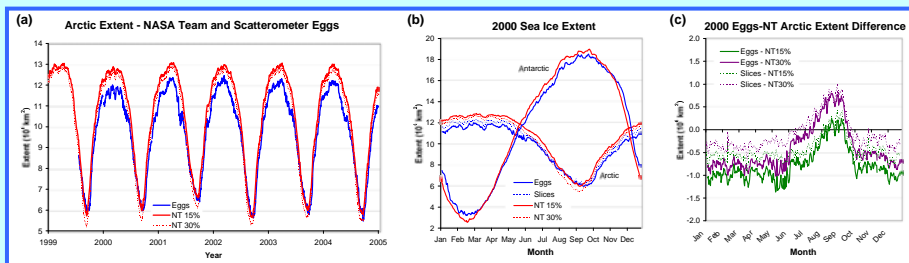 (a)
Arctic Extent - NASA Team and Scatterometer Eggs
14
13
12
11
10
9
8
7
6
5
Extent (10⁶ km²)
Eggs
NT 15%
NT 30%
1999 2000 2001 2002 2003 2004 2005
Year
(b)
2000 Sea Ice Extent
20
18
16
14
12
10
8
6
4
2
Extent (10⁶ km²)
Antarctic
Arctic
Eggs
Slices
NT 15%
NT 30%
Jan Feb Mar Apr May Jun Jul Aug Sep Oct Nov Dec
Month
(c)
2000 Eggs-NT Arctic Extent Difference
Eggs - NT15%
Eggs - NT30%
Slices - NT15%
Slices - NT30%
2.0
1.5
1.0
0.5
0.0
-0.5
-1.0
-1.5
-2.0
Extent (10⁶ km²)
Jan Feb Mar Apr May Jun Jul Aug Sep Oct Nov Dec
Month